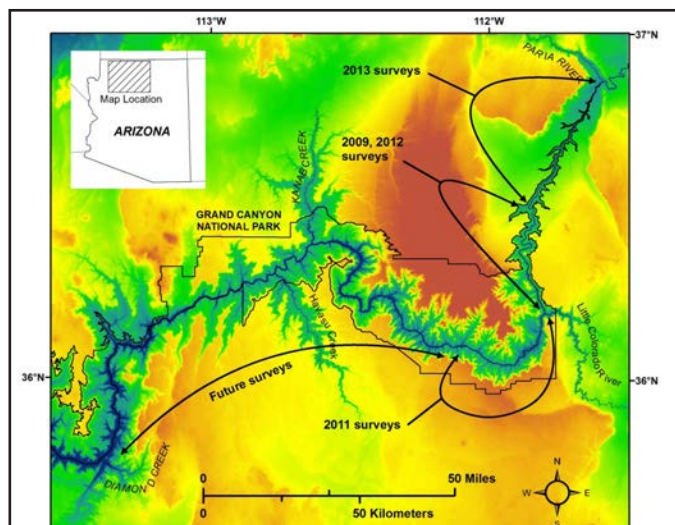 113°W
112°W
37°N
PARIA RIVER
2013 surveys
Map Location
ARIZONA
2009, 2012
surveys
KANAB CREEK
GRAND CANYON
NATIONAL PARK
Havasu Creek
Little Colorado River
36°N
36°N
Future surveys
2011 surveys
DIAMOND CREEK
0
50 Miles
0
50 Kilometers
N
W
E
S